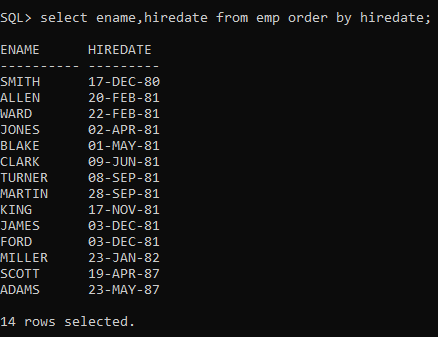 SQL> select ename,hiredate from emp order by hiredate;
ENAME      HIREDATE
---------- ---------
SMITH      17-DEC-80
ALLEN      20-FEB-81
WARD       22-FEB-81
JONES      02-APR-81
BLAKE      01-MAY-81
CLARK      09-JUN-81
TURNER     08-SEP-81
MARTIN     28-SEP-81
KING       17-NOV-81
JAMES      03-DEC-81
FORD       03-DEC-81
MILLER     23-JAN-82
SCOTT      19-APR-87
ADAMS      23-MAY-87
14 rows selected.